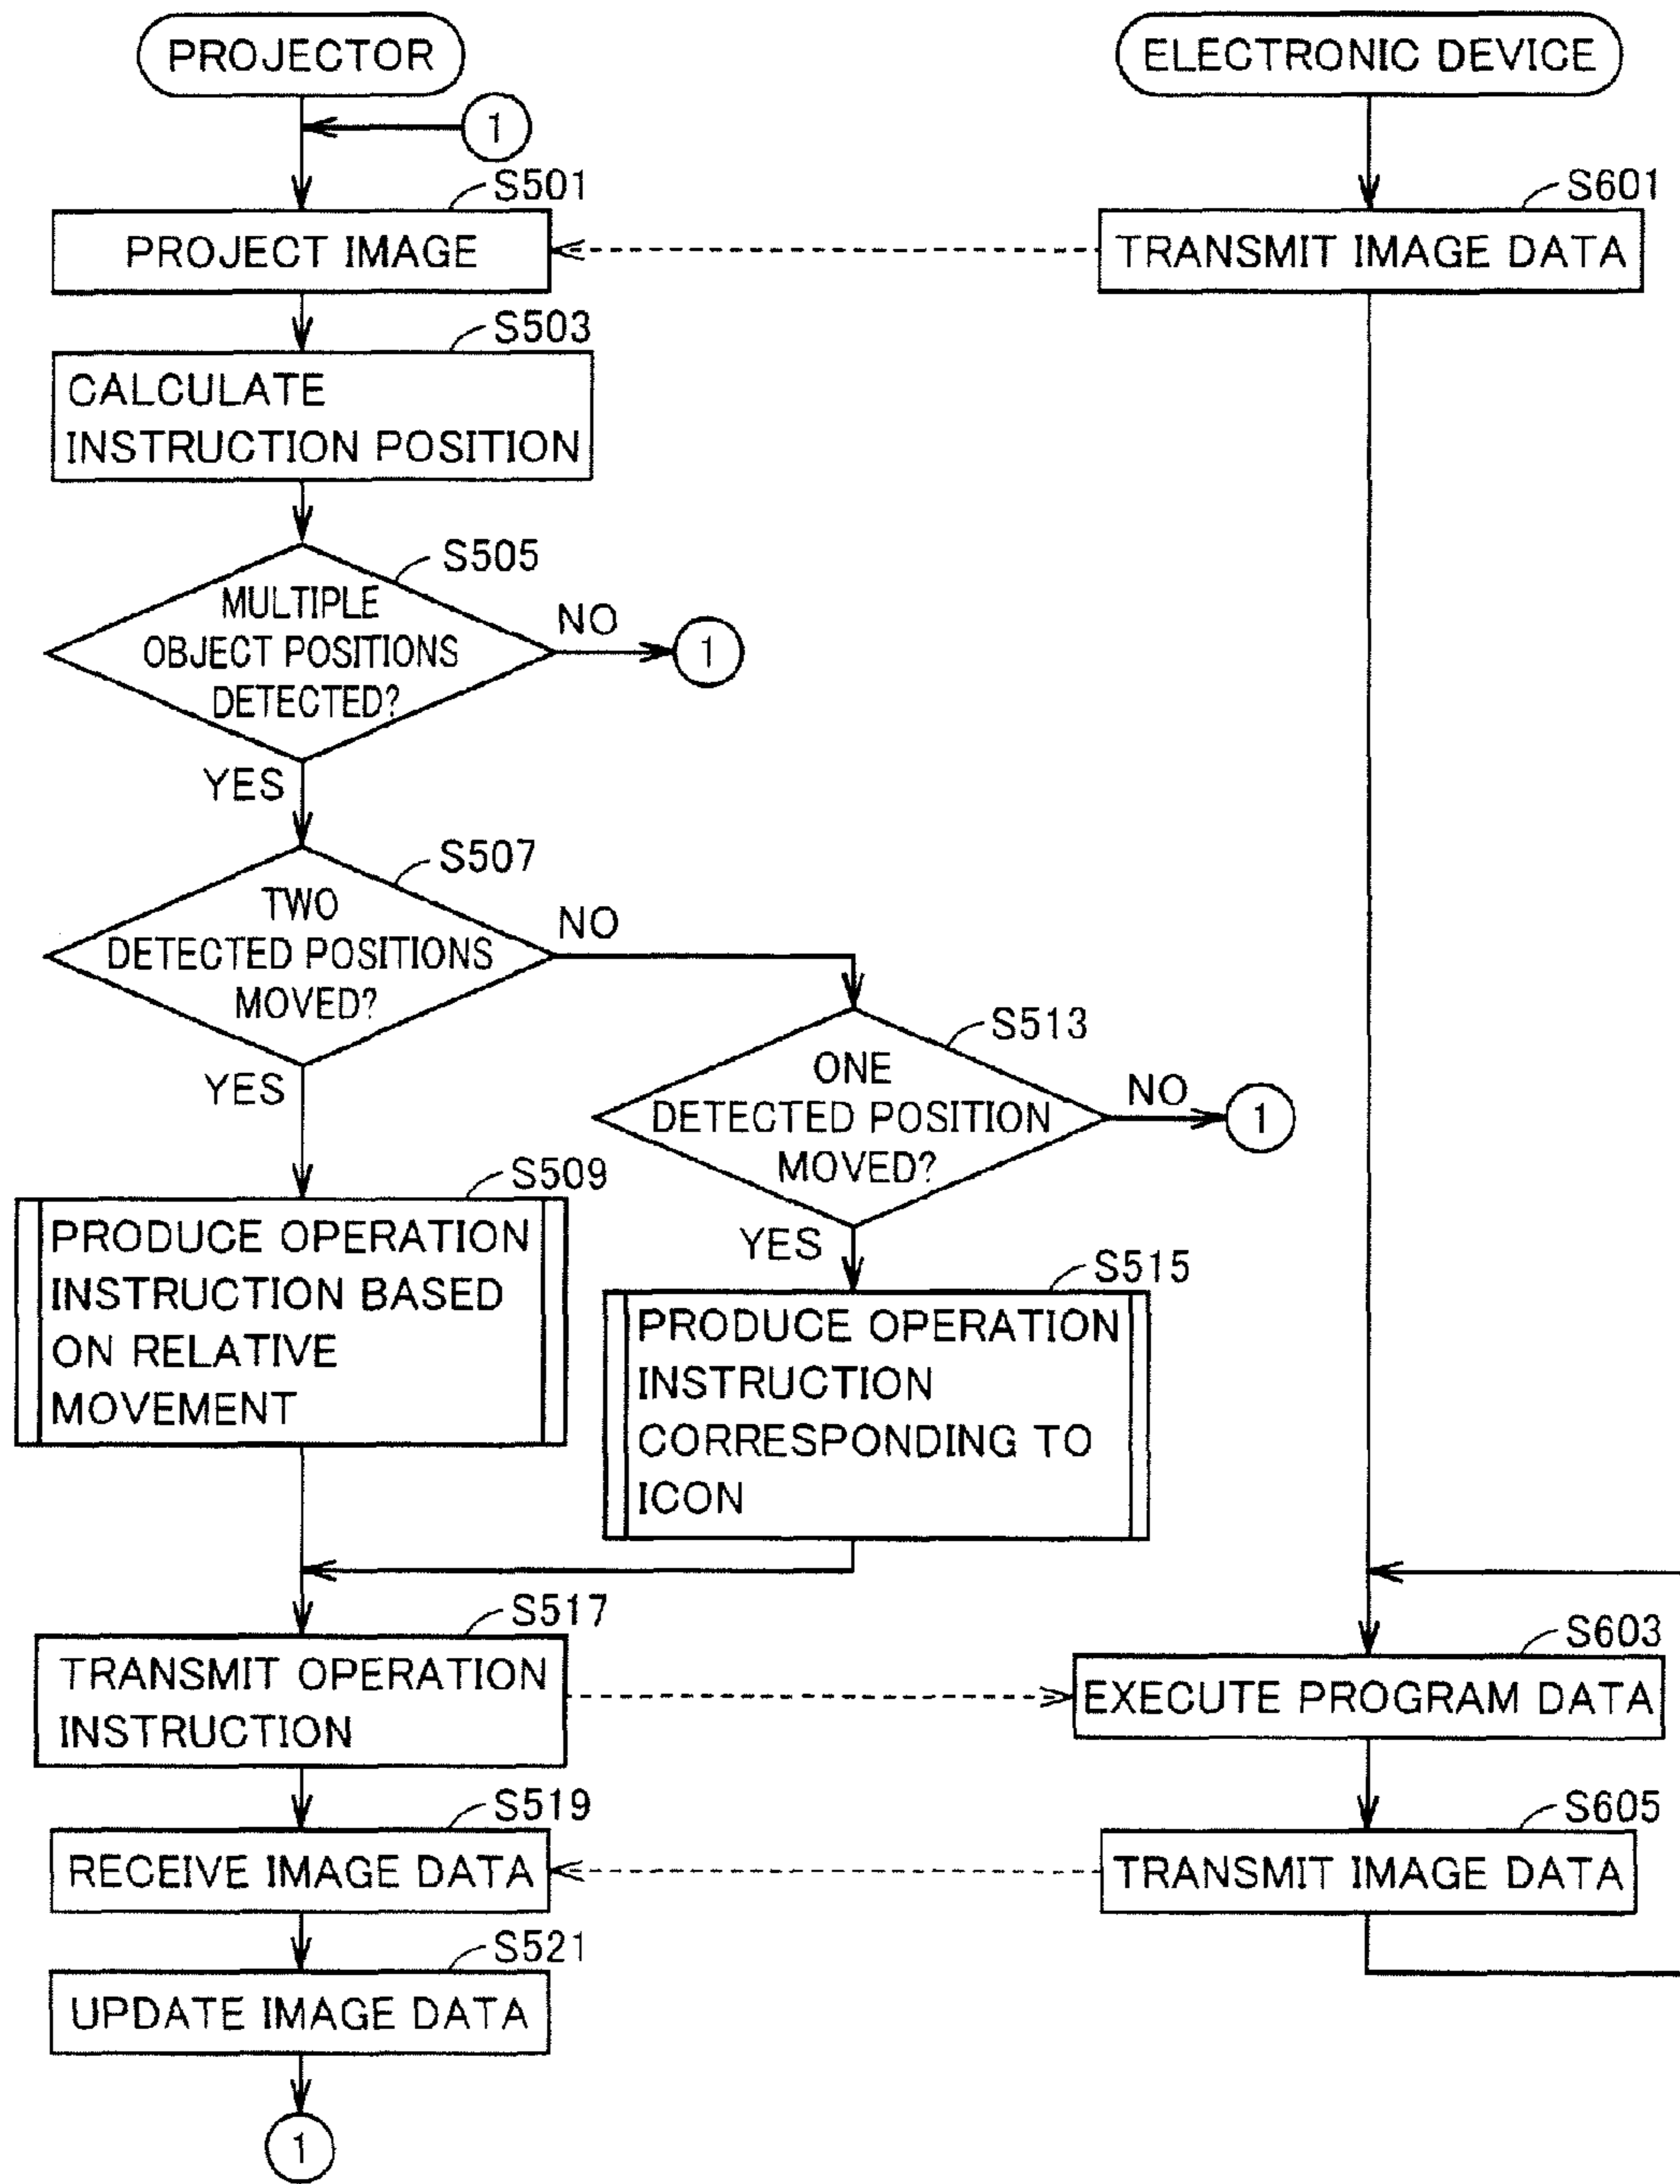 PROJECTOR
1
S501
PROJECT IMAGE
S503
CALCULATE
INSTRUCTION POSITION
S505
MULTIPLE
OBJECT POSITIONS
DETECTED?
NO
1
YES
S507
TWO
DETECTED POSITIONS
MOVED?
NO
YES
S513
ONE
DETECTED POSITION
MOVED?
NO
1
YES
S509
PRODUCE OPERATION
INSTRUCTION BASED
ON RELATIVE
MOVEMENT
S515
PRODUCE OPERATION
INSTRUCTION
CORRESPONDING TO
ICON
S517
TRANSMIT OPERATION
INSTRUCTION
S519
RECEIVE IMAGE DATA
S521
UPDATE IMAGE DATA
1
ELECTRONIC DEVICE
S601
TRANSMIT IMAGE DATA
S603
EXECUTE PROGRAM DATA
S605
TRANSMIT IMAGE DATA